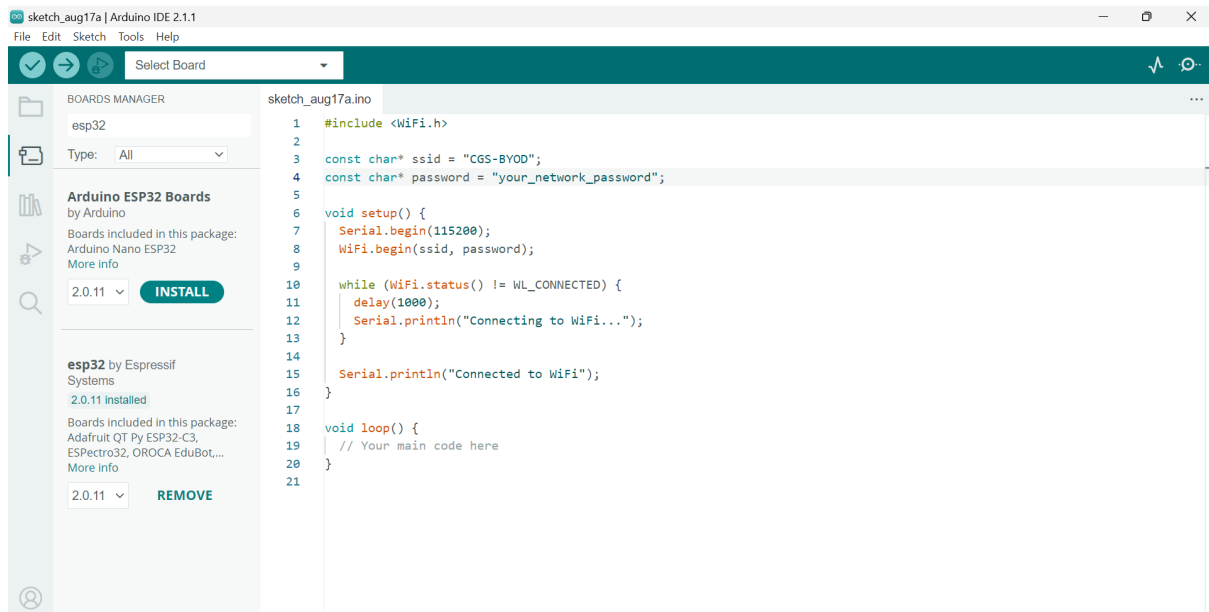 sketch_aug17a | Arduino IDE 2.1.1
File Edit Sketch Tools Help
Select Board
BOARDS MANAGER
esp32
Type: All
Arduino ESP32 Boards
by Arduino
Boards included in this package:
Arduino Nano ESP32
More info
2.0.11 INSTALL
esp32 by Espressif
Systems
2.0.11 installed
Boards included in this package:
Adafruit QT Py ESP32-C3,
ESPectro32, OROCA EduBot,...
More info
2.0.11 REMOVE
sketch_aug17a.ino
1 #include <WiFi.h>
2
3 const char* ssid = "CGS-BYOD";
4 const char* password = "your_network_password";
5
6 void setup() {
7 Serial.begin(115200);
8 WiFi.begin(ssid, password);
9
10 while (WiFi.status() != WL_CONNECTED) {
11 delay(1000);
12 Serial.println("Connecting to WiFi...");
13 }
14
15 Serial.println("Connected to WiFi");
16 }
17
18 void loop() {
19 // Your main code here
20 }
21